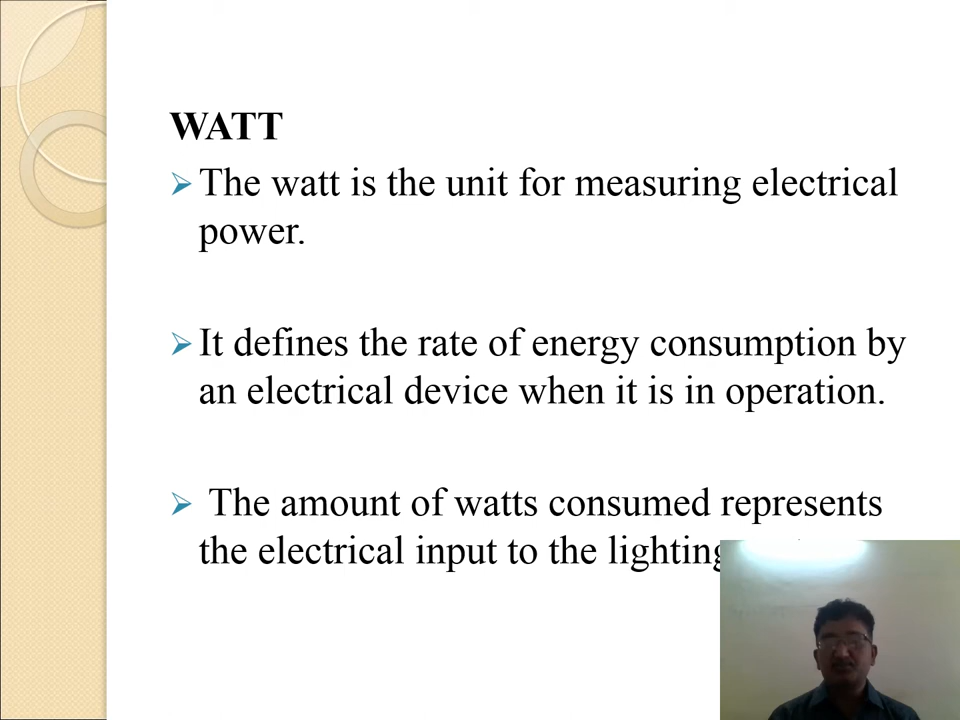 WATT
The watt is the unit for measuring electrical
power.
It defines the rate of energy consumption by
an electrical device when it is in operation.
The amount of watts consumed represents
the electrical input to the lighting